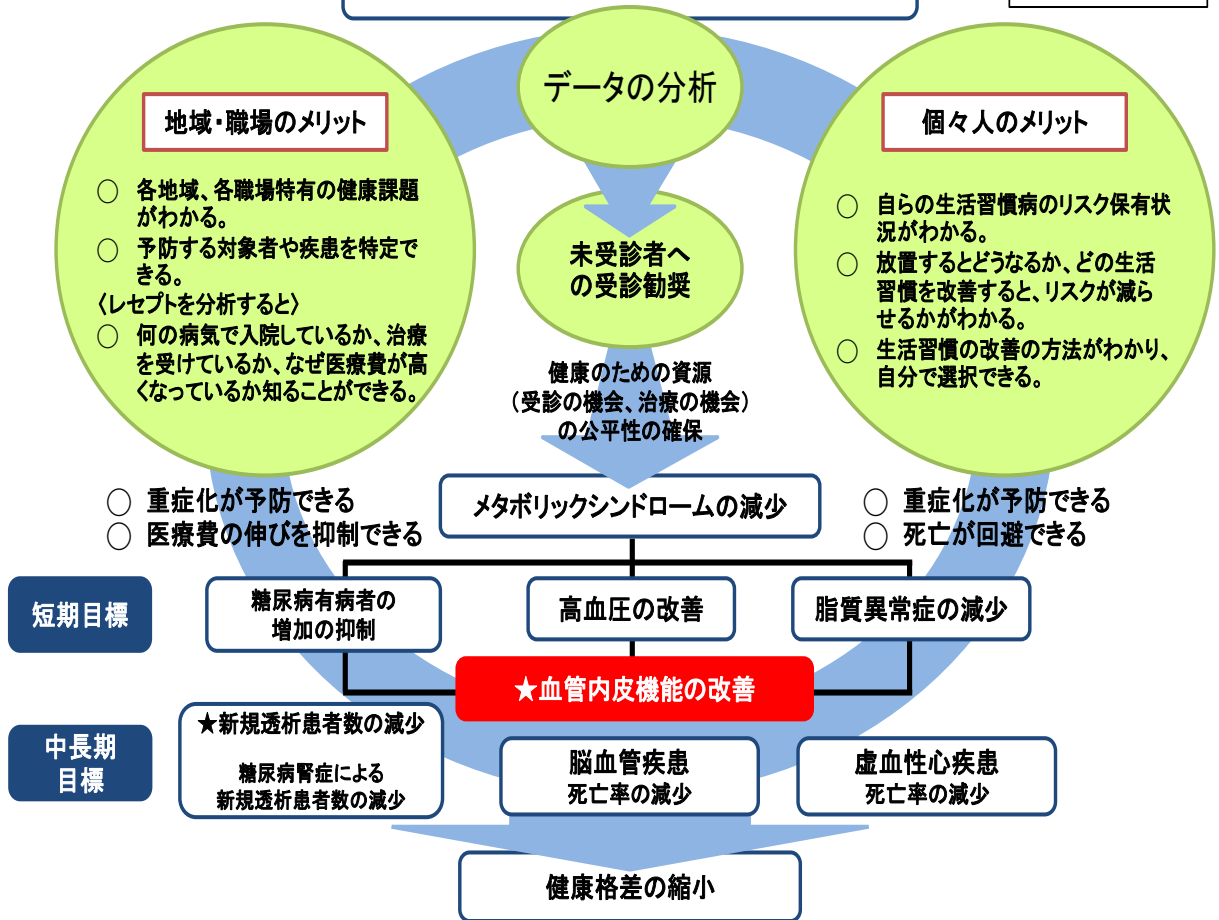 データの分析
地域・職場のメリット
○ 各地域、各職場特有の健康課題
がわかる。
○ 予防する対象者や疾患を特定で
きる。
〈レセプトを分析すると〉
○ 何の病気で入院しているか、治療
を受けているか、なぜ医療費が高
くなっているか知ることができる。
未受診者へ
の受診勧奨
個々人のメリット
○ 自らの生活習慣病のリスク保有状
況がわかる。
○ 放置するとどうなるか、どの生活
習慣を改善すると、リスクが減ら
せるかがわかる。
○ 生活習慣の改善の方法がわかり、
自分で選択できる。
健康のための資源
(受診の機会、治療の機会)
の公平性の確保
○ 重症化が予防できる
○ 医療費の伸びを抑制できる
メタボリックシンドロームの減少
○ 重症化が予防できる
○ 死亡が回避できる
短期目標
糖尿病有病者の
増加の抑制
高血圧の改善
脂質異常症の減少
★血管内皮機能の改善
中長期
目標
★新規透析患者数の減少
糖尿病腎症による
新規透析患者数の減少
脳血管疾患
死亡率の減少
虚血性心疾患
死亡率の減少
健康格差の縮小